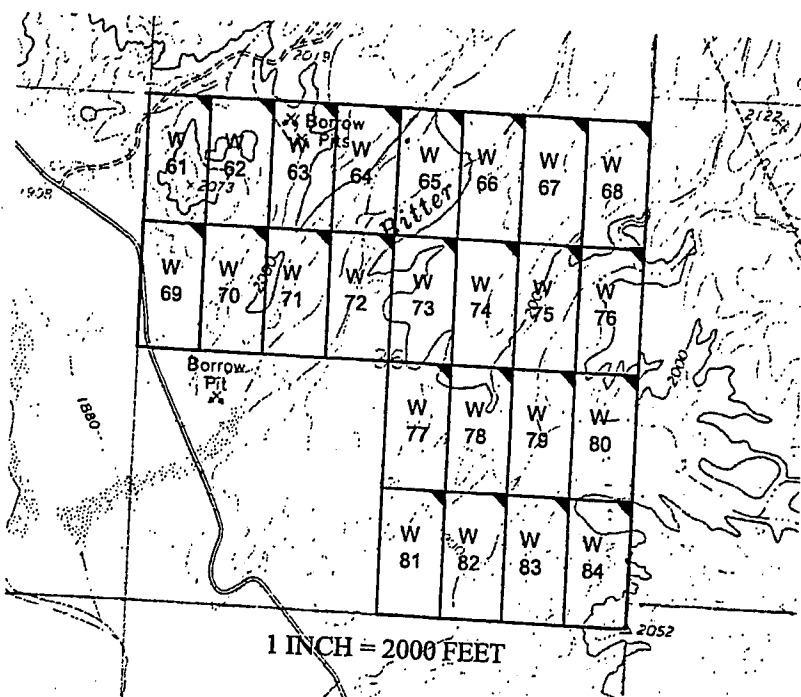 2019
2122
Borrow
Pits
W 61
W 62
W 63
W 64
W 65
W 66
W 67
W 68
2073
1908
Bitter
W 69
W 70
W 71
W 72
W 73
W 74
W 75
W 76
2000
2000
Borrow
Pit
1880
W 77
W 78
W 79
W 80
W 81
W 82
W 83
W 84
2052
1 INCH = 2000 FEET